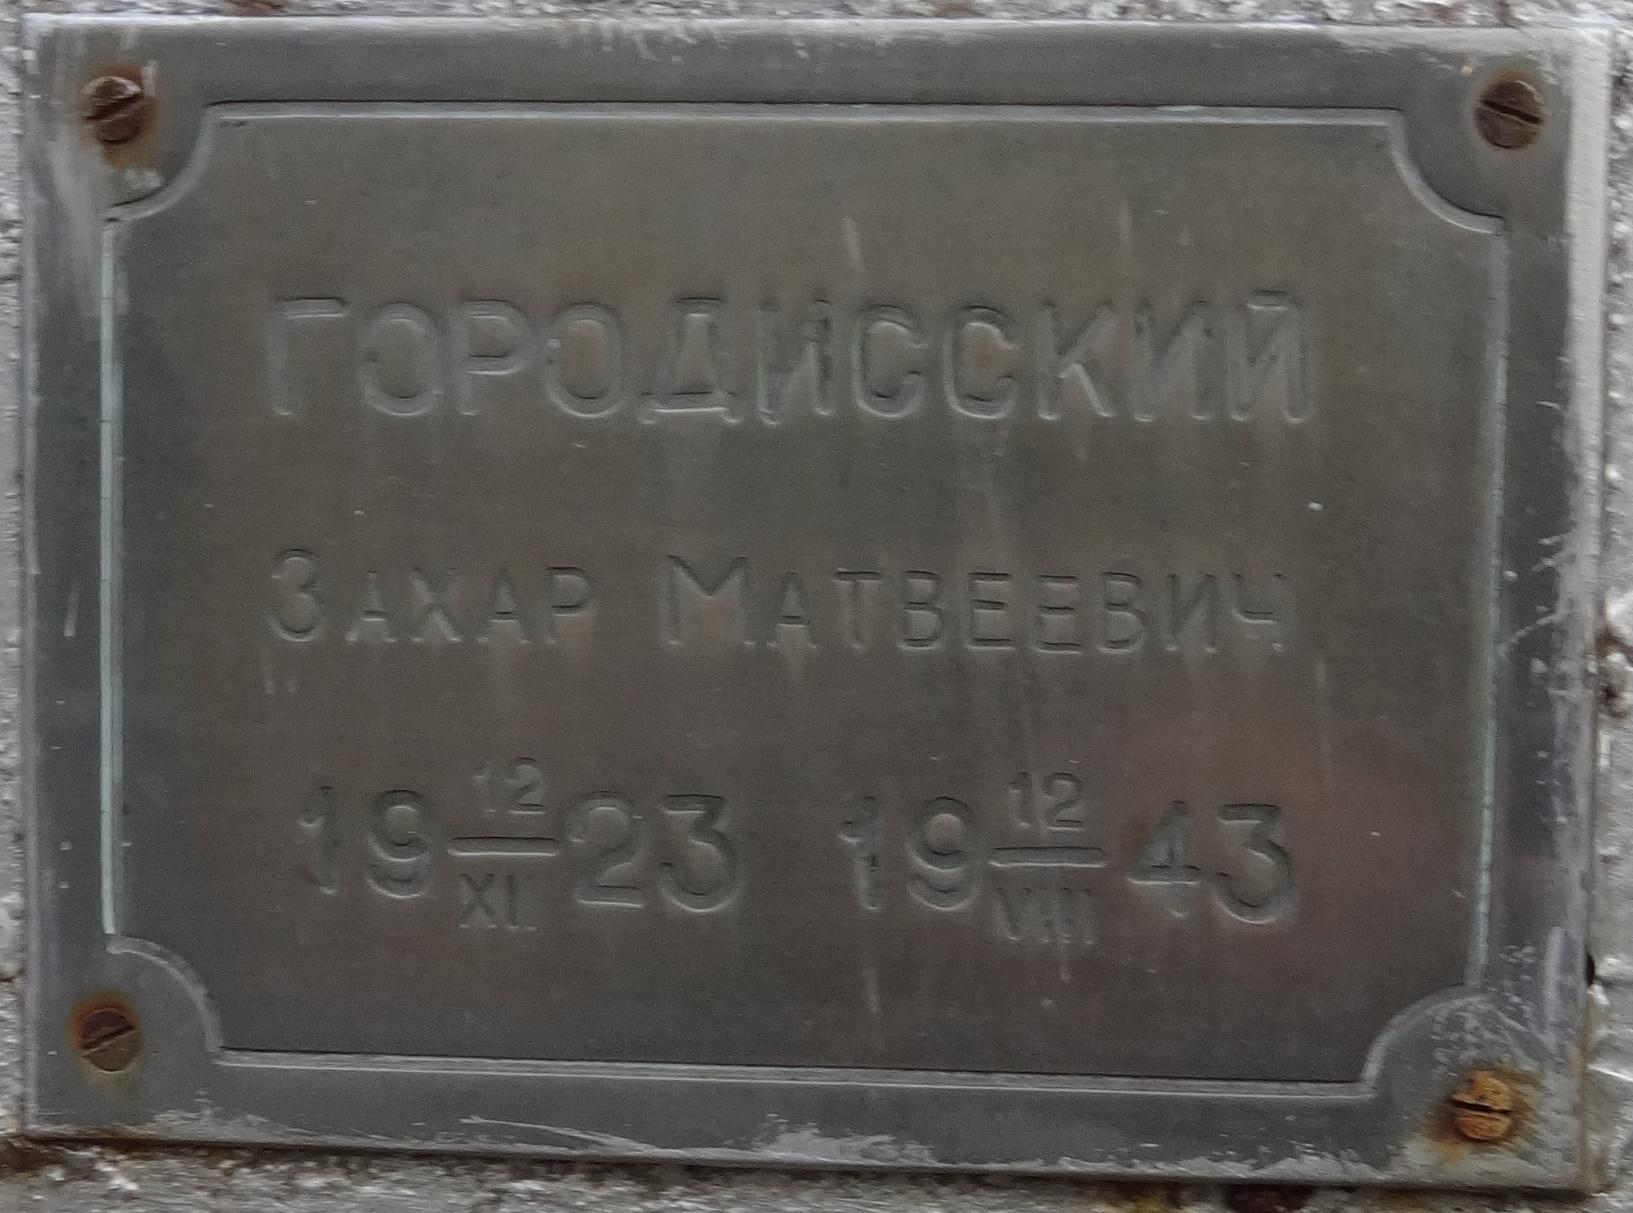 ГОРОДИССКИЙ
ЗАХАР МАТВЕЕВИЧ
19 12/XI 23 19 12/VIII 43